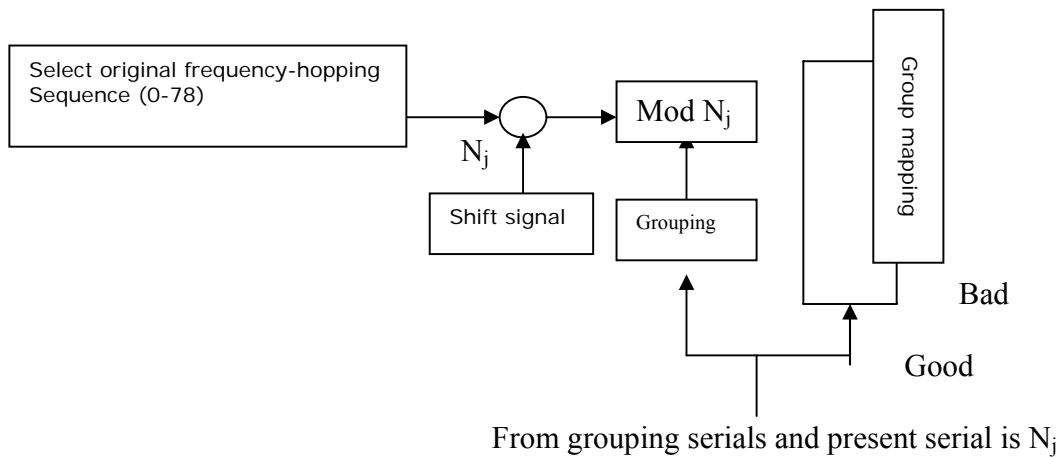 Select original frequency-hopping
Sequence (0-78)
Group mapping
Mod Nj
Nj
Shift signal
Grouping
Bad
Good
From grouping serials and present serial is Nj